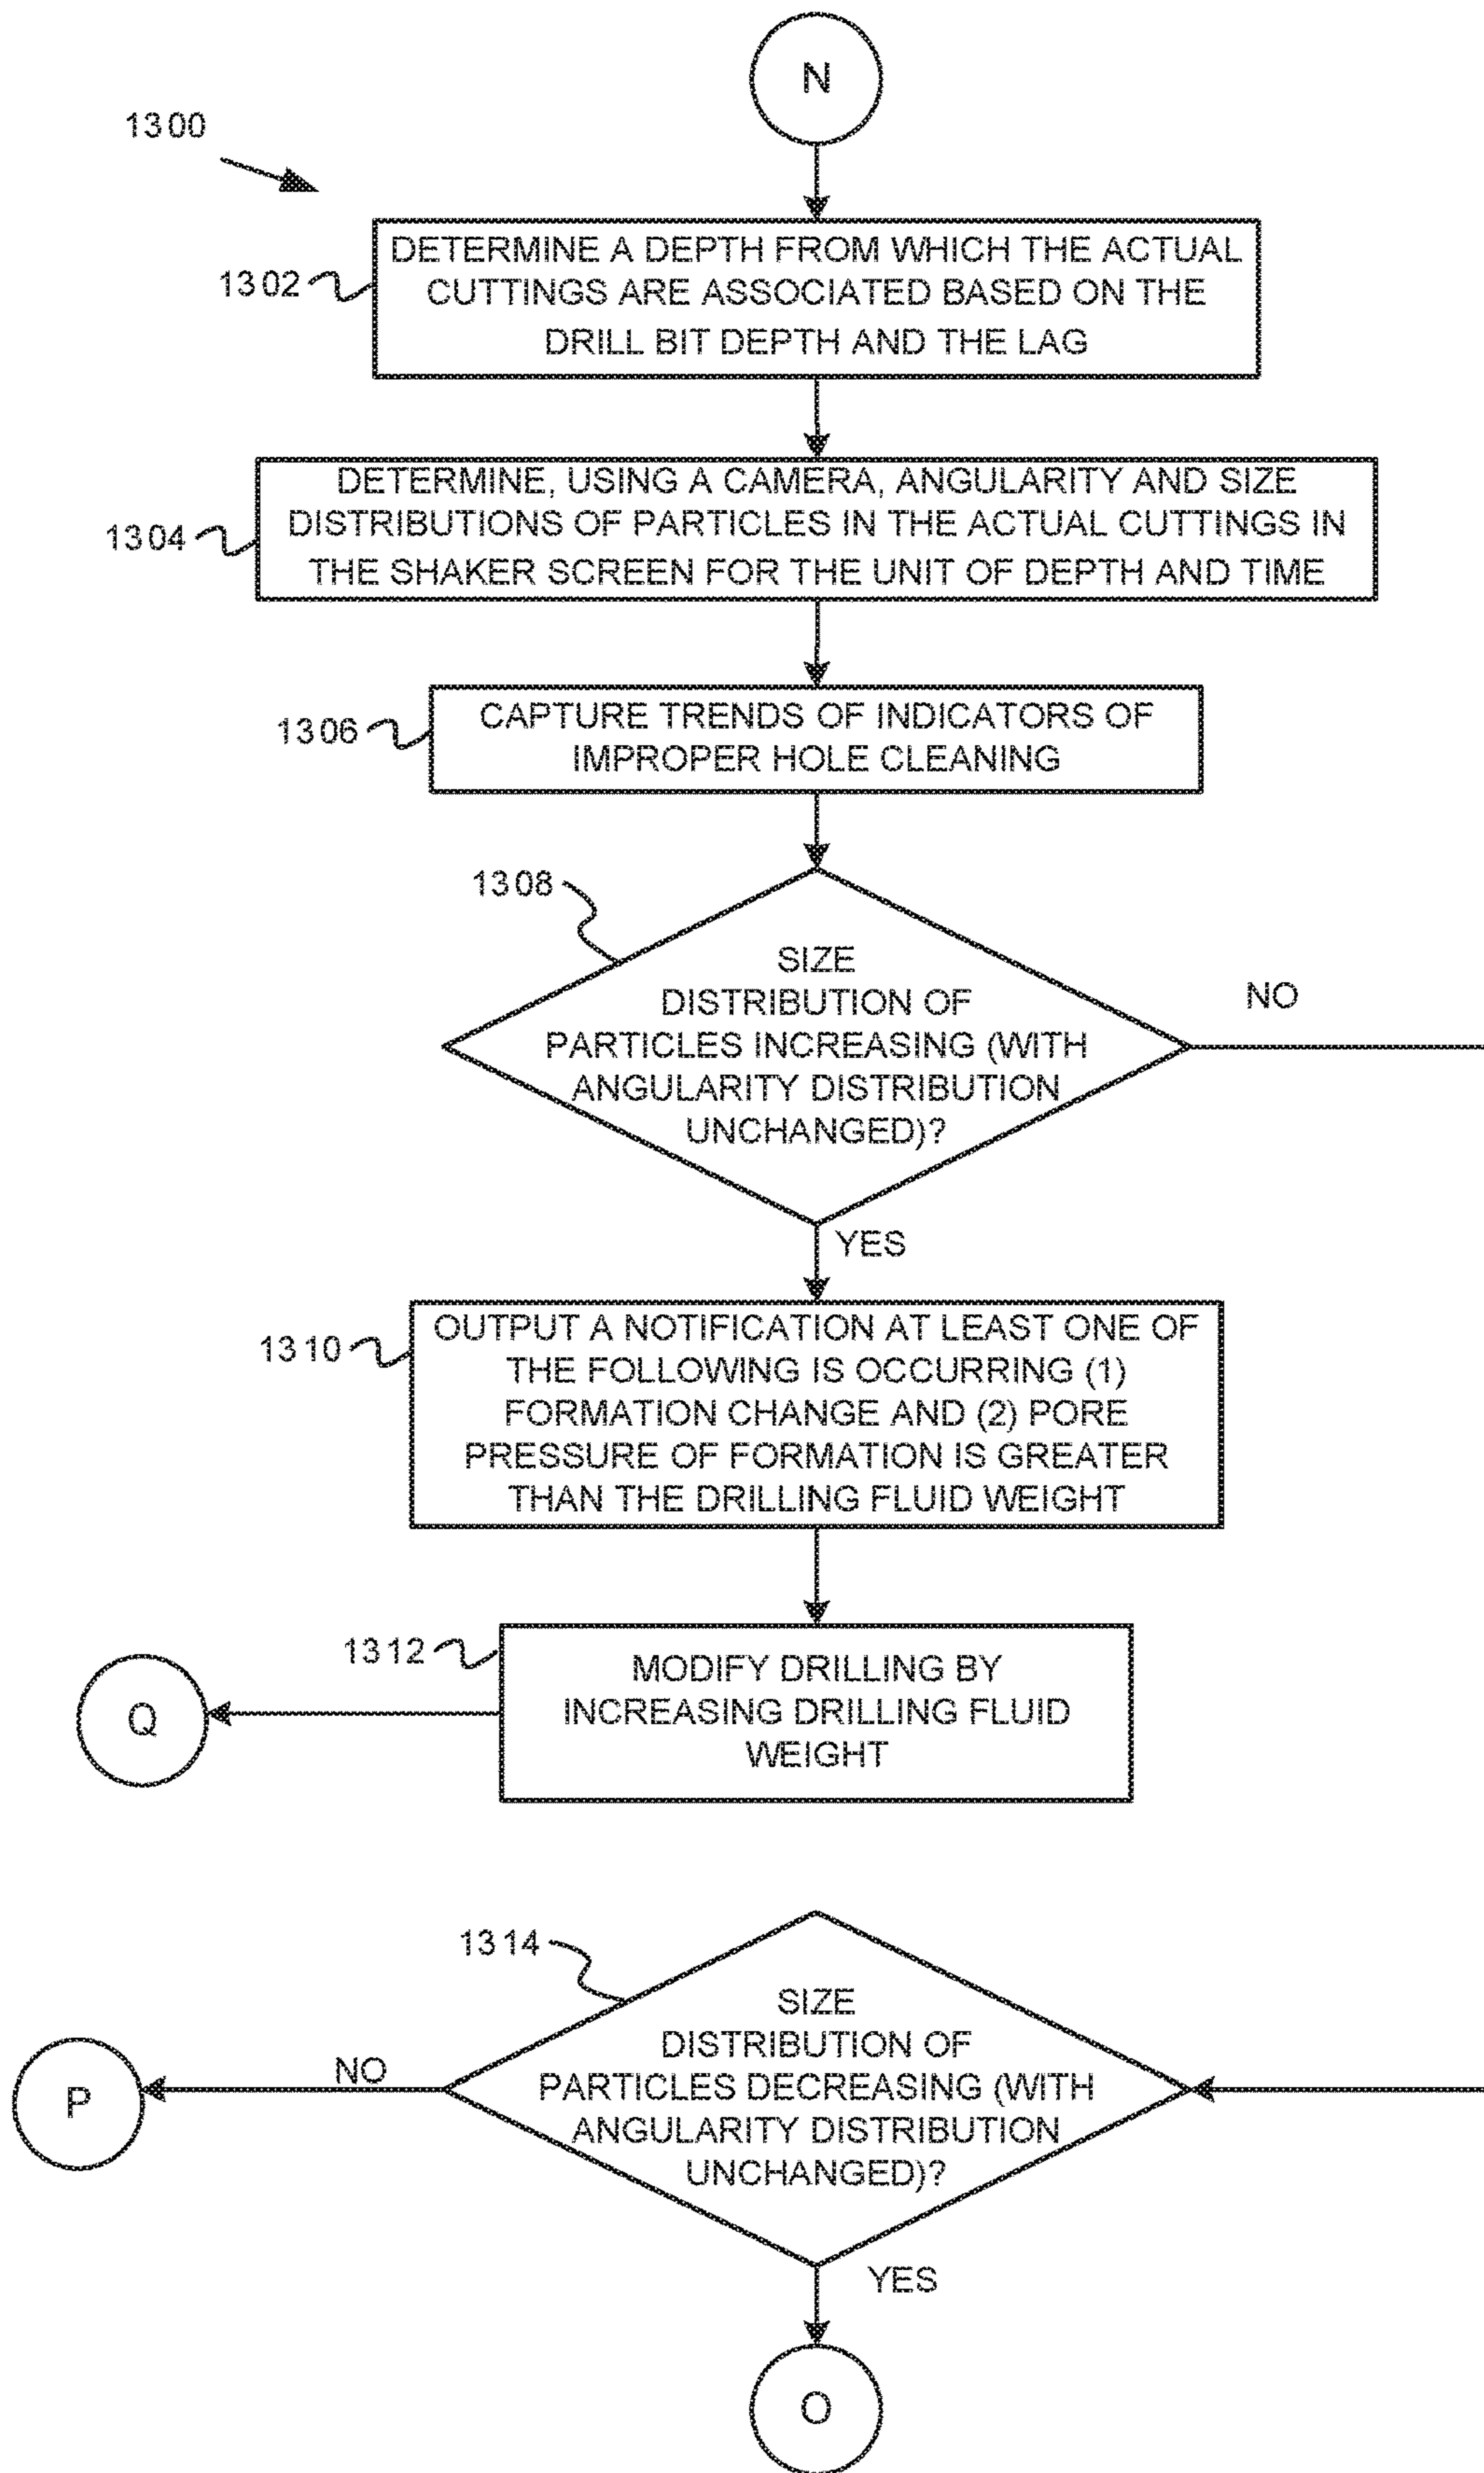 N
1300
1302
DETERMINE A DEPTH FROM WHICH THE ACTUAL
CUTTINGS ARE ASSOCIATED BASED ON THE
DRILL BIT DEPTH AND THE LAG
1304
DETERMINE, USING A CAMERA, ANGULARITY AND SIZE
DISTRIBUTIONS OF PARTICLES IN THE ACTUAL CUTTINGS IN
THE SHAKER SCREEN FOR THE UNIT OF DEPTH AND TIME
1306
CAPTURE TRENDS OF INDICATORS OF
IMPROPER HOLE CLEANING
1308
SIZE
DISTRIBUTION OF
PARTICLES INCREASING (WITH
ANGULARITY DISTRIBUTION
UNCHANGED)?
NO
YES
1310
OUTPUT A NOTIFICATION AT LEAST ONE OF
THE FOLLOWING IS OCCURRING (1)
FORMATION CHANGE AND (2) PORE
PRESSURE OF FORMATION IS GREATER
THAN THE DRILLING FLUID WEIGHT
1312
MODIFY DRILLING BY
INCREASING DRILLING FLUID
WEIGHT
Q
1314
SIZE
DISTRIBUTION OF
PARTICLES DECREASING (WITH
ANGULARITY DISTRIBUTION
UNCHANGED)?
NO
P
YES
O